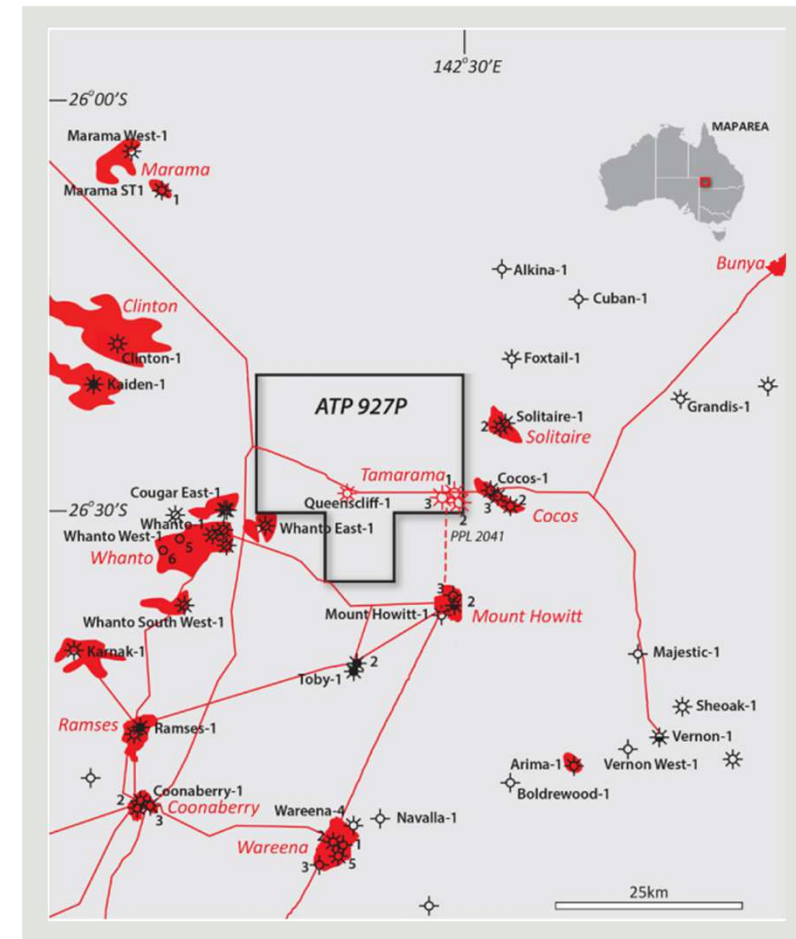 142°30'E
26°00'S
MAPAREA
Marama West-1
Marama
Marama ST1
1
Bunya
Alkina-1
Cuban-1
Clinton
Clinton-1
Foxtail-1
Kaiden-1
Grandis-1
ATP 927P
Solitaire-1
2
Solitaire
Tamarama
1
Cocos-1
Queenscliff-1
3
2
3
2
Cocos
PPL 2041
Cougar East-1
26°30'S
Whanto-1
Whanto East-1
Whanto West-1
5
6
Whanto
Whanto South West-1
3
2
Mount Howitt-1
Mount Howitt
Karnak-1
Majestic-1
2
Toby-1
Sheoak-1
Ramses
Ramses-1
Vernon-1
Vernon West-1
Arima-1
Boldrewood-1
Coonaberry-1
2
Coonaberry
3
Wareena-4
Navalla-1
2
1
Wareena
5
3
25km